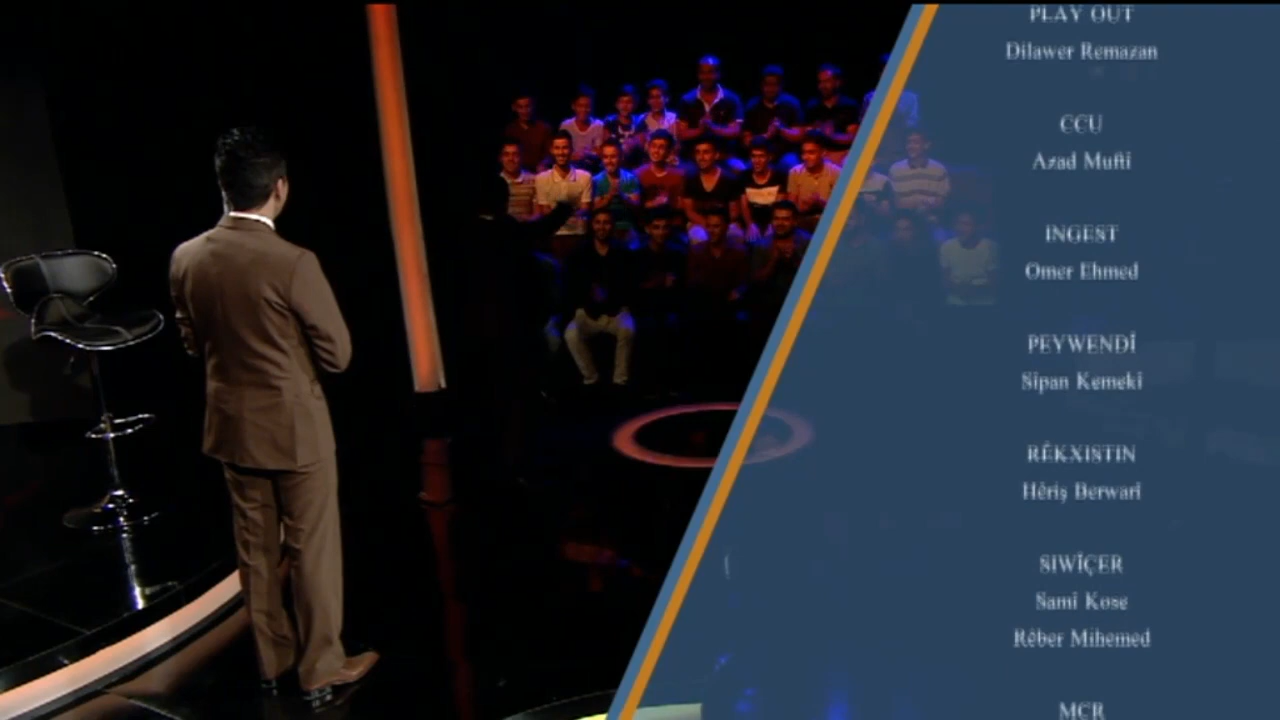 PLAY OUT
Dilawer Remazan
CCU
Azad Muftî
INGEST
Omer Ehmed
PEYWENDÎ
Sîpan Kemekî
RÊKXISTIN
Hêriş Berwarî
SIWÎÇER
Samî Kose
Rêber Mihemed
MCR